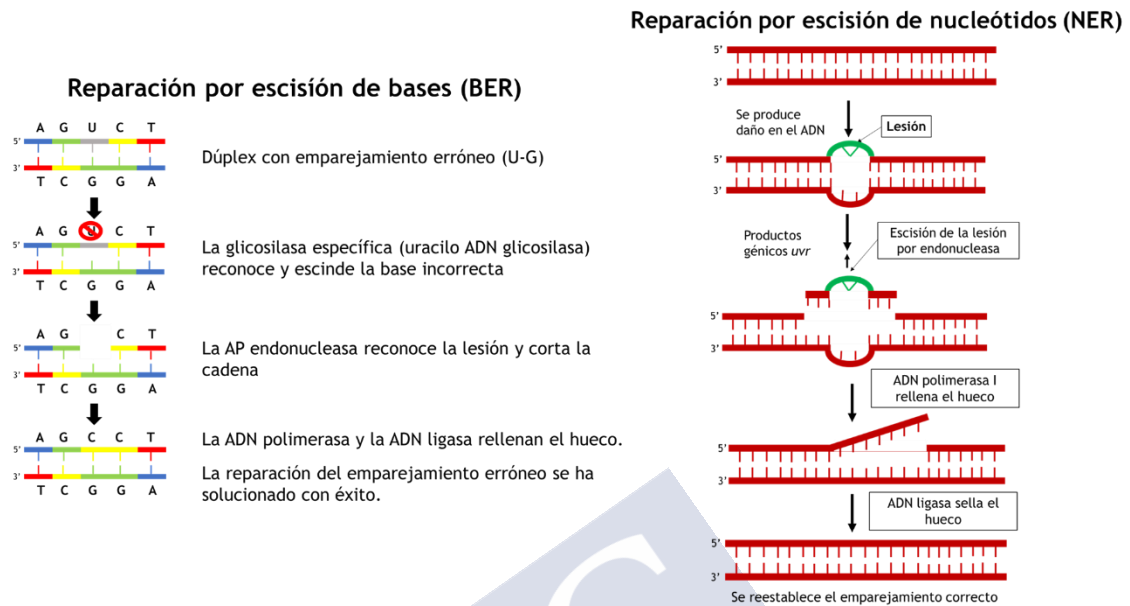 Reparación por escisión de bases (BER)
A G U C T
5'
3'
T C G G A
Dúplex con emparejamiento erróneo (U-G)
A G U C T
5'
3'
T C G G A
La glicosilasa específica (uracilo ADN glicosilasa)
reconoce y escinde la base incorrecta
A G C T
5'
3'
T C G G A
La AP endonucleasa reconoce la lesión y corta la
cadena
A G C C T
5'
3'
T C G G A
La ADN polimerasa y la ADN ligasa rellenan el hueco.
La reparación del emparejamiento erróneo se ha
solucionado con éxito.
Reparación por escisión de nucleótidos (NER)
5'
3'
Se produce
daño en el ADN
Lesión
5'
3'
Productos
génicos uvr
Escisión de la lesión
por endonucleasa
5'
3'
ADN polimerasa I
rellena el hueco
5'
3'
ADN ligasa sella el
hueco
5'
3'
Se reestablece el emparejamiento correcto